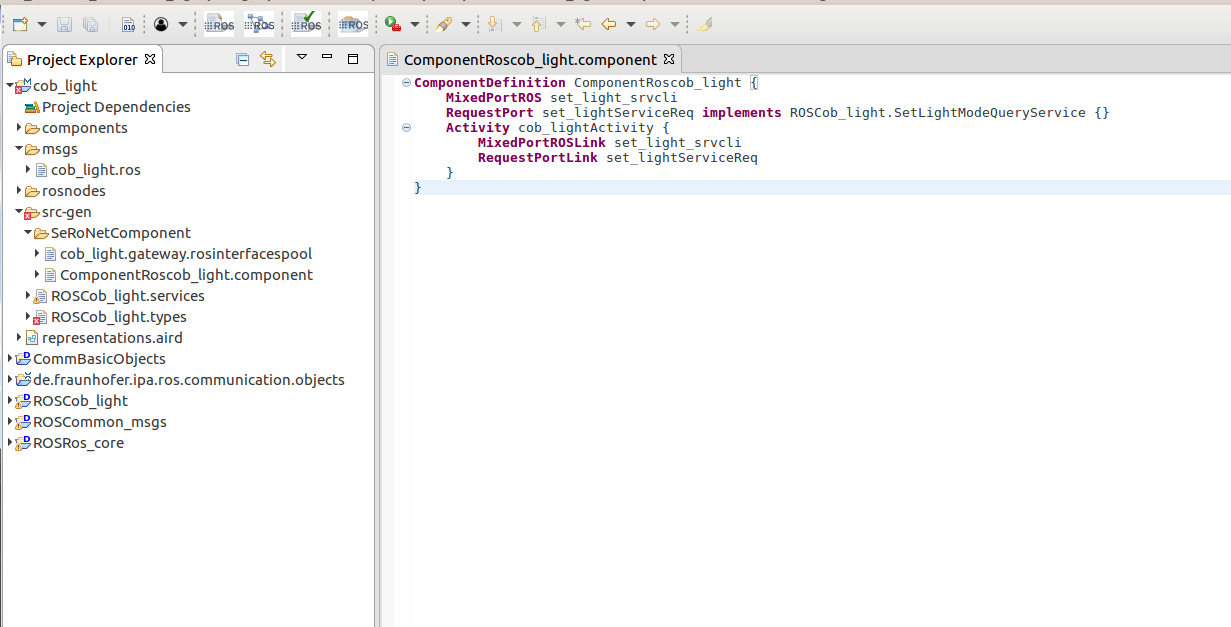 ROS ROS ROS ROS
Project Explorer
ComponentRoscob_light.component
cob_light
Project Dependencies
components
msgs
cob_light.ros
rosnodes
src-gen
SeRoNetComponent
cob_light.gateway.rosinterfacespool
ComponentRoscob_light.component
ROSCob_light.services
ROSCob_light.types
representations.aird
CommBasicObjects
de.fraunhofer.ipa.ros.communication.objects
ROSCob_light
ROSCommon_msgs
ROSRos_core
ComponentDefinition ComponentRoscob_light {
MixedPortROS set_light_srvcli
RequestPort set_lightServiceReq implements ROSCob_light.SetLightModeQueryService {}
Activity cob_lightActivity {
MixedPortROSLink set_light_srvcli
RequestPortLink set_lightServiceReq
}
}